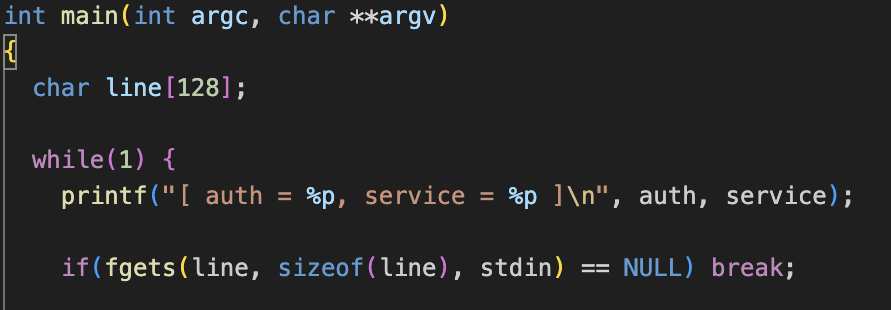 int main(int argc, char **argv)
{
  char line[128];

  while(1) {
    printf("[ auth = %p, service = %p ]\n", auth, service);

    if(fgets(line, sizeof(line), stdin) == NULL) break;